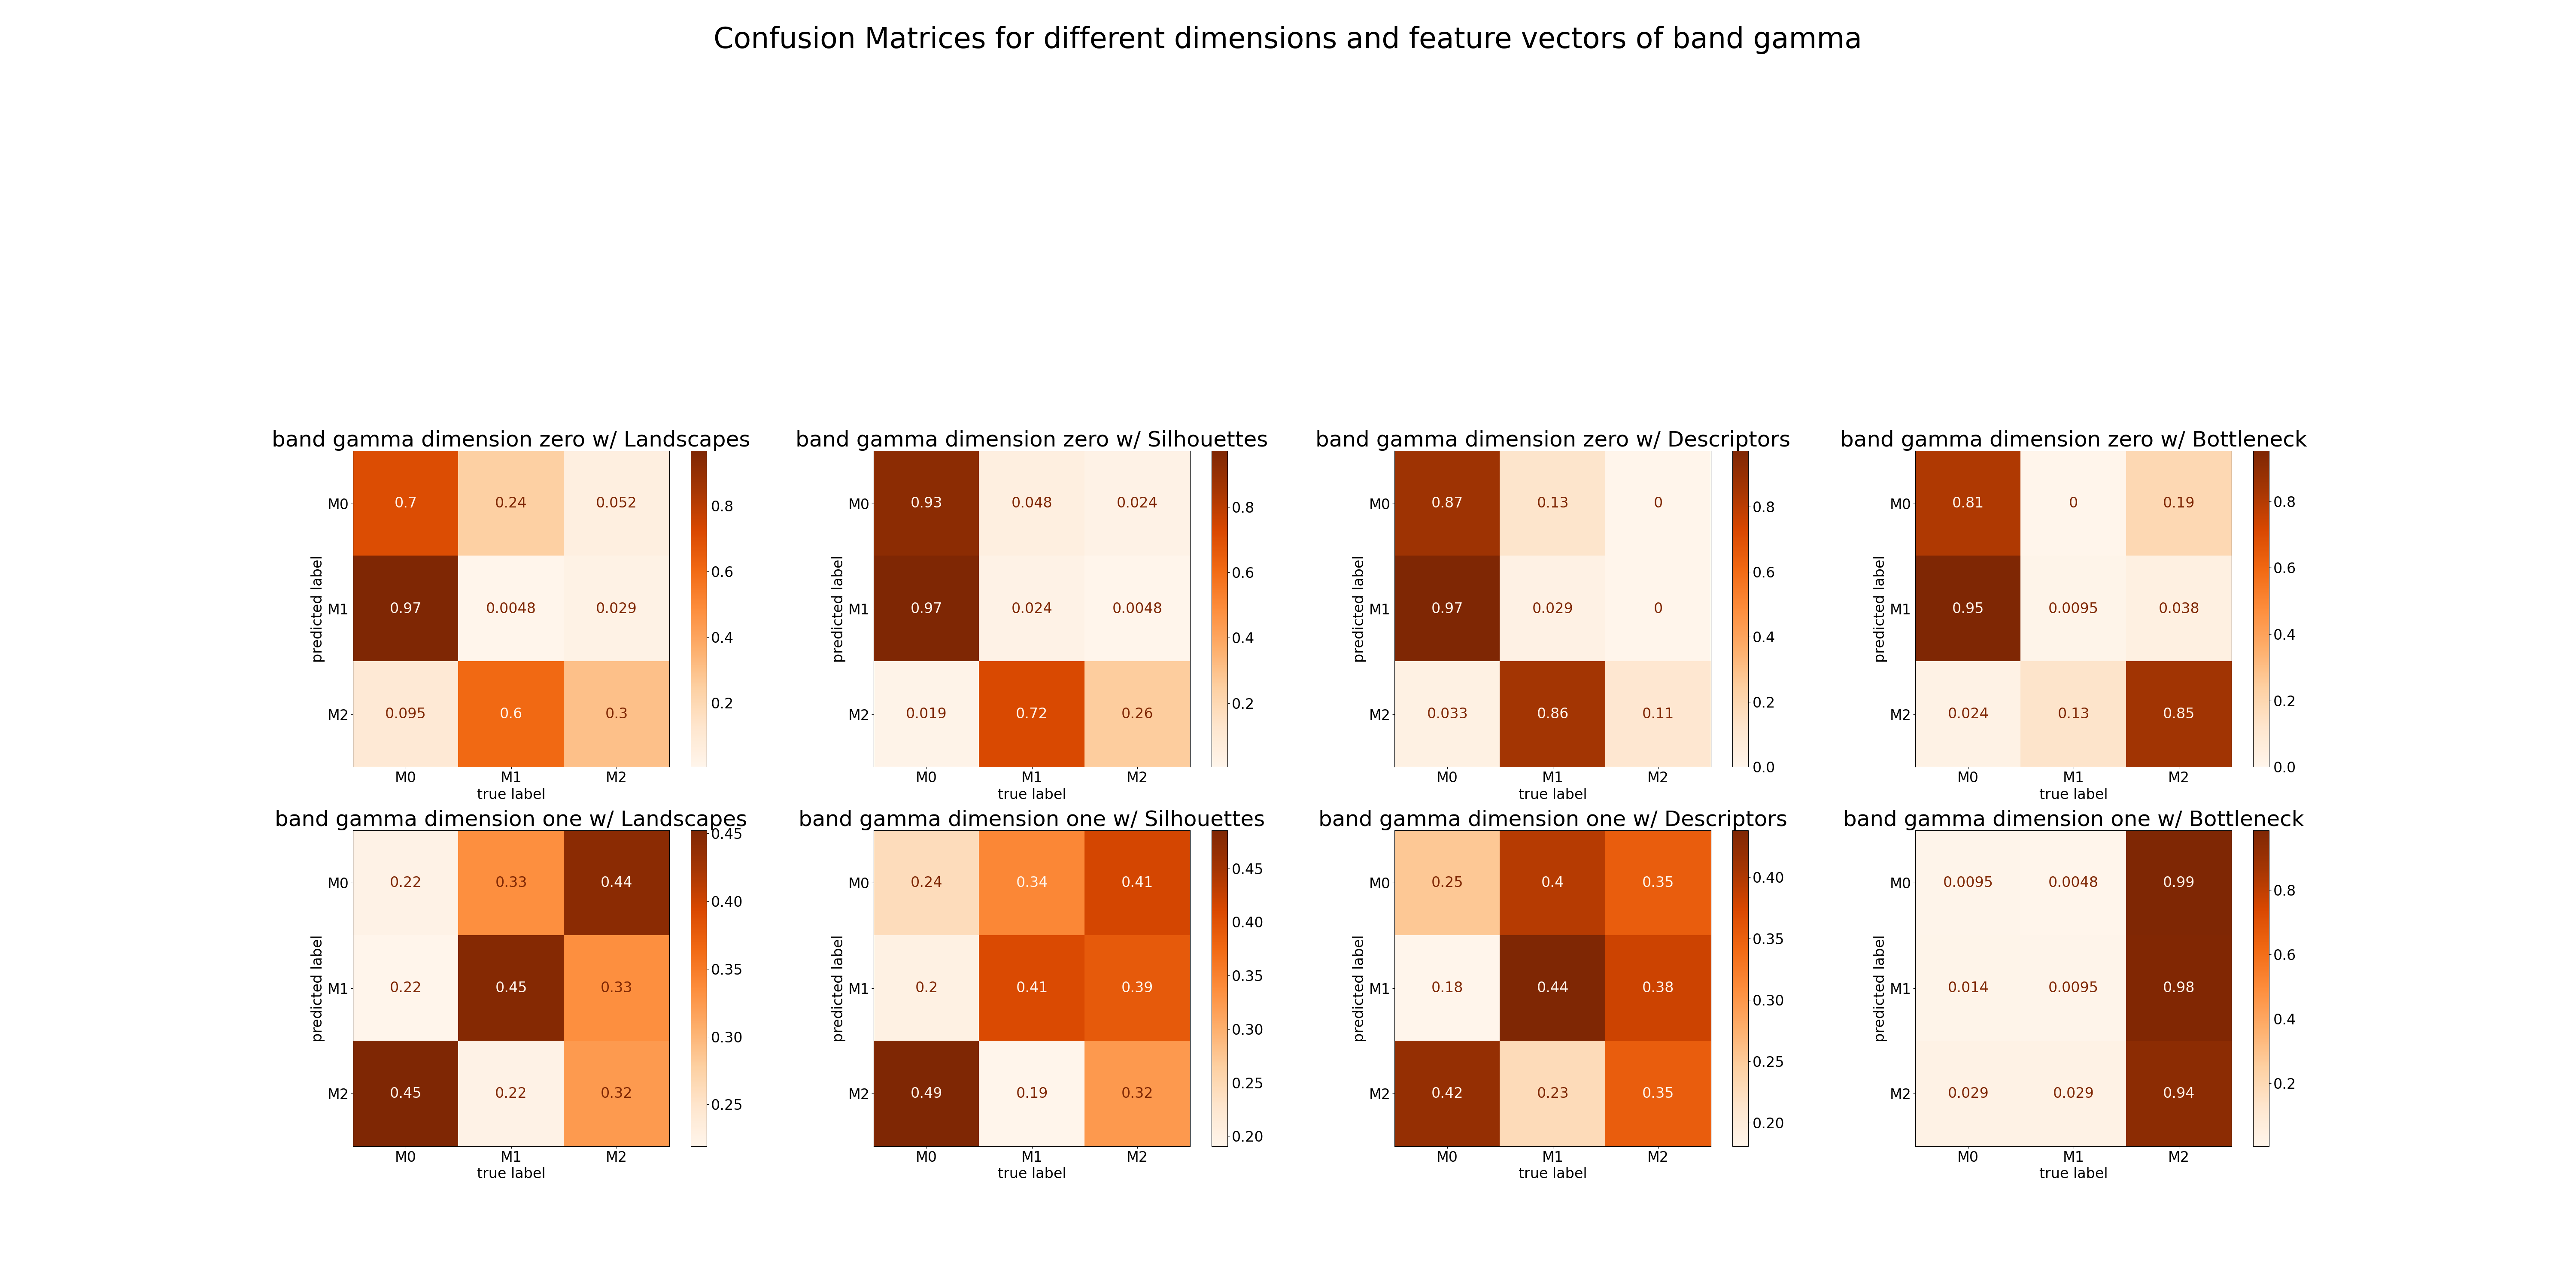 Confusion Matrices for different dimensions and feature vectors of band gamma
band gamma dimension zero w/ Landscapes
predicted label
M0 0.7 0.24 0.052
M1 0.97 0.0048 0.029
M2 0.095 0.6 0.3
M0 M1 M2
true label
0.8
0.6
0.4
0.2
band gamma dimension zero w/ Silhouettes
predicted label
M0 0.93 0.048 0.024
M1 0.97 0.024 0.0048
M2 0.019 0.72 0.26
M0 M1 M2
true label
0.8
0.6
0.4
0.2
band gamma dimension zero w/ Descriptors
predicted label
M0 0.87 0.13 0
M1 0.97 0.029 0
M2 0.033 0.86 0.11
M0 M1 M2
true label
0.8
0.6
0.4
0.2
0.0
band gamma dimension zero w/ Bottleneck
predicted label
M0 0.81 0 0.19
M1 0.95 0.0095 0.038
M2 0.024 0.13 0.85
M0 M1 M2
true label
0.8
0.6
0.4
0.2
0.0
band gamma dimension one w/ Landscapes
predicted label
M0 0.22 0.33 0.44
M1 0.22 0.45 0.33
M2 0.45 0.22 0.32
M0 M1 M2
true label
0.45
0.40
0.35
0.30
0.25
band gamma dimension one w/ Silhouettes
predicted label
M0 0.24 0.34 0.41
M1 0.2 0.41 0.39
M2 0.49 0.19 0.32
M0 M1 M2
true label
0.45
0.40
0.35
0.30
0.25
0.20
band gamma dimension one w/ Descriptors
predicted label
M0 0.25 0.4 0.35
M1 0.18 0.44 0.38
M2 0.42 0.23 0.35
M0 M1 M2
true label
0.40
0.35
0.30
0.25
0.20
band gamma dimension one w/ Bottleneck
predicted label
M0 0.0095 0.0048 0.99
M1 0.014 0.0095 0.98
M2 0.029 0.029 0.94
M0 M1 M2
true label
0.8
0.6
0.4
0.2